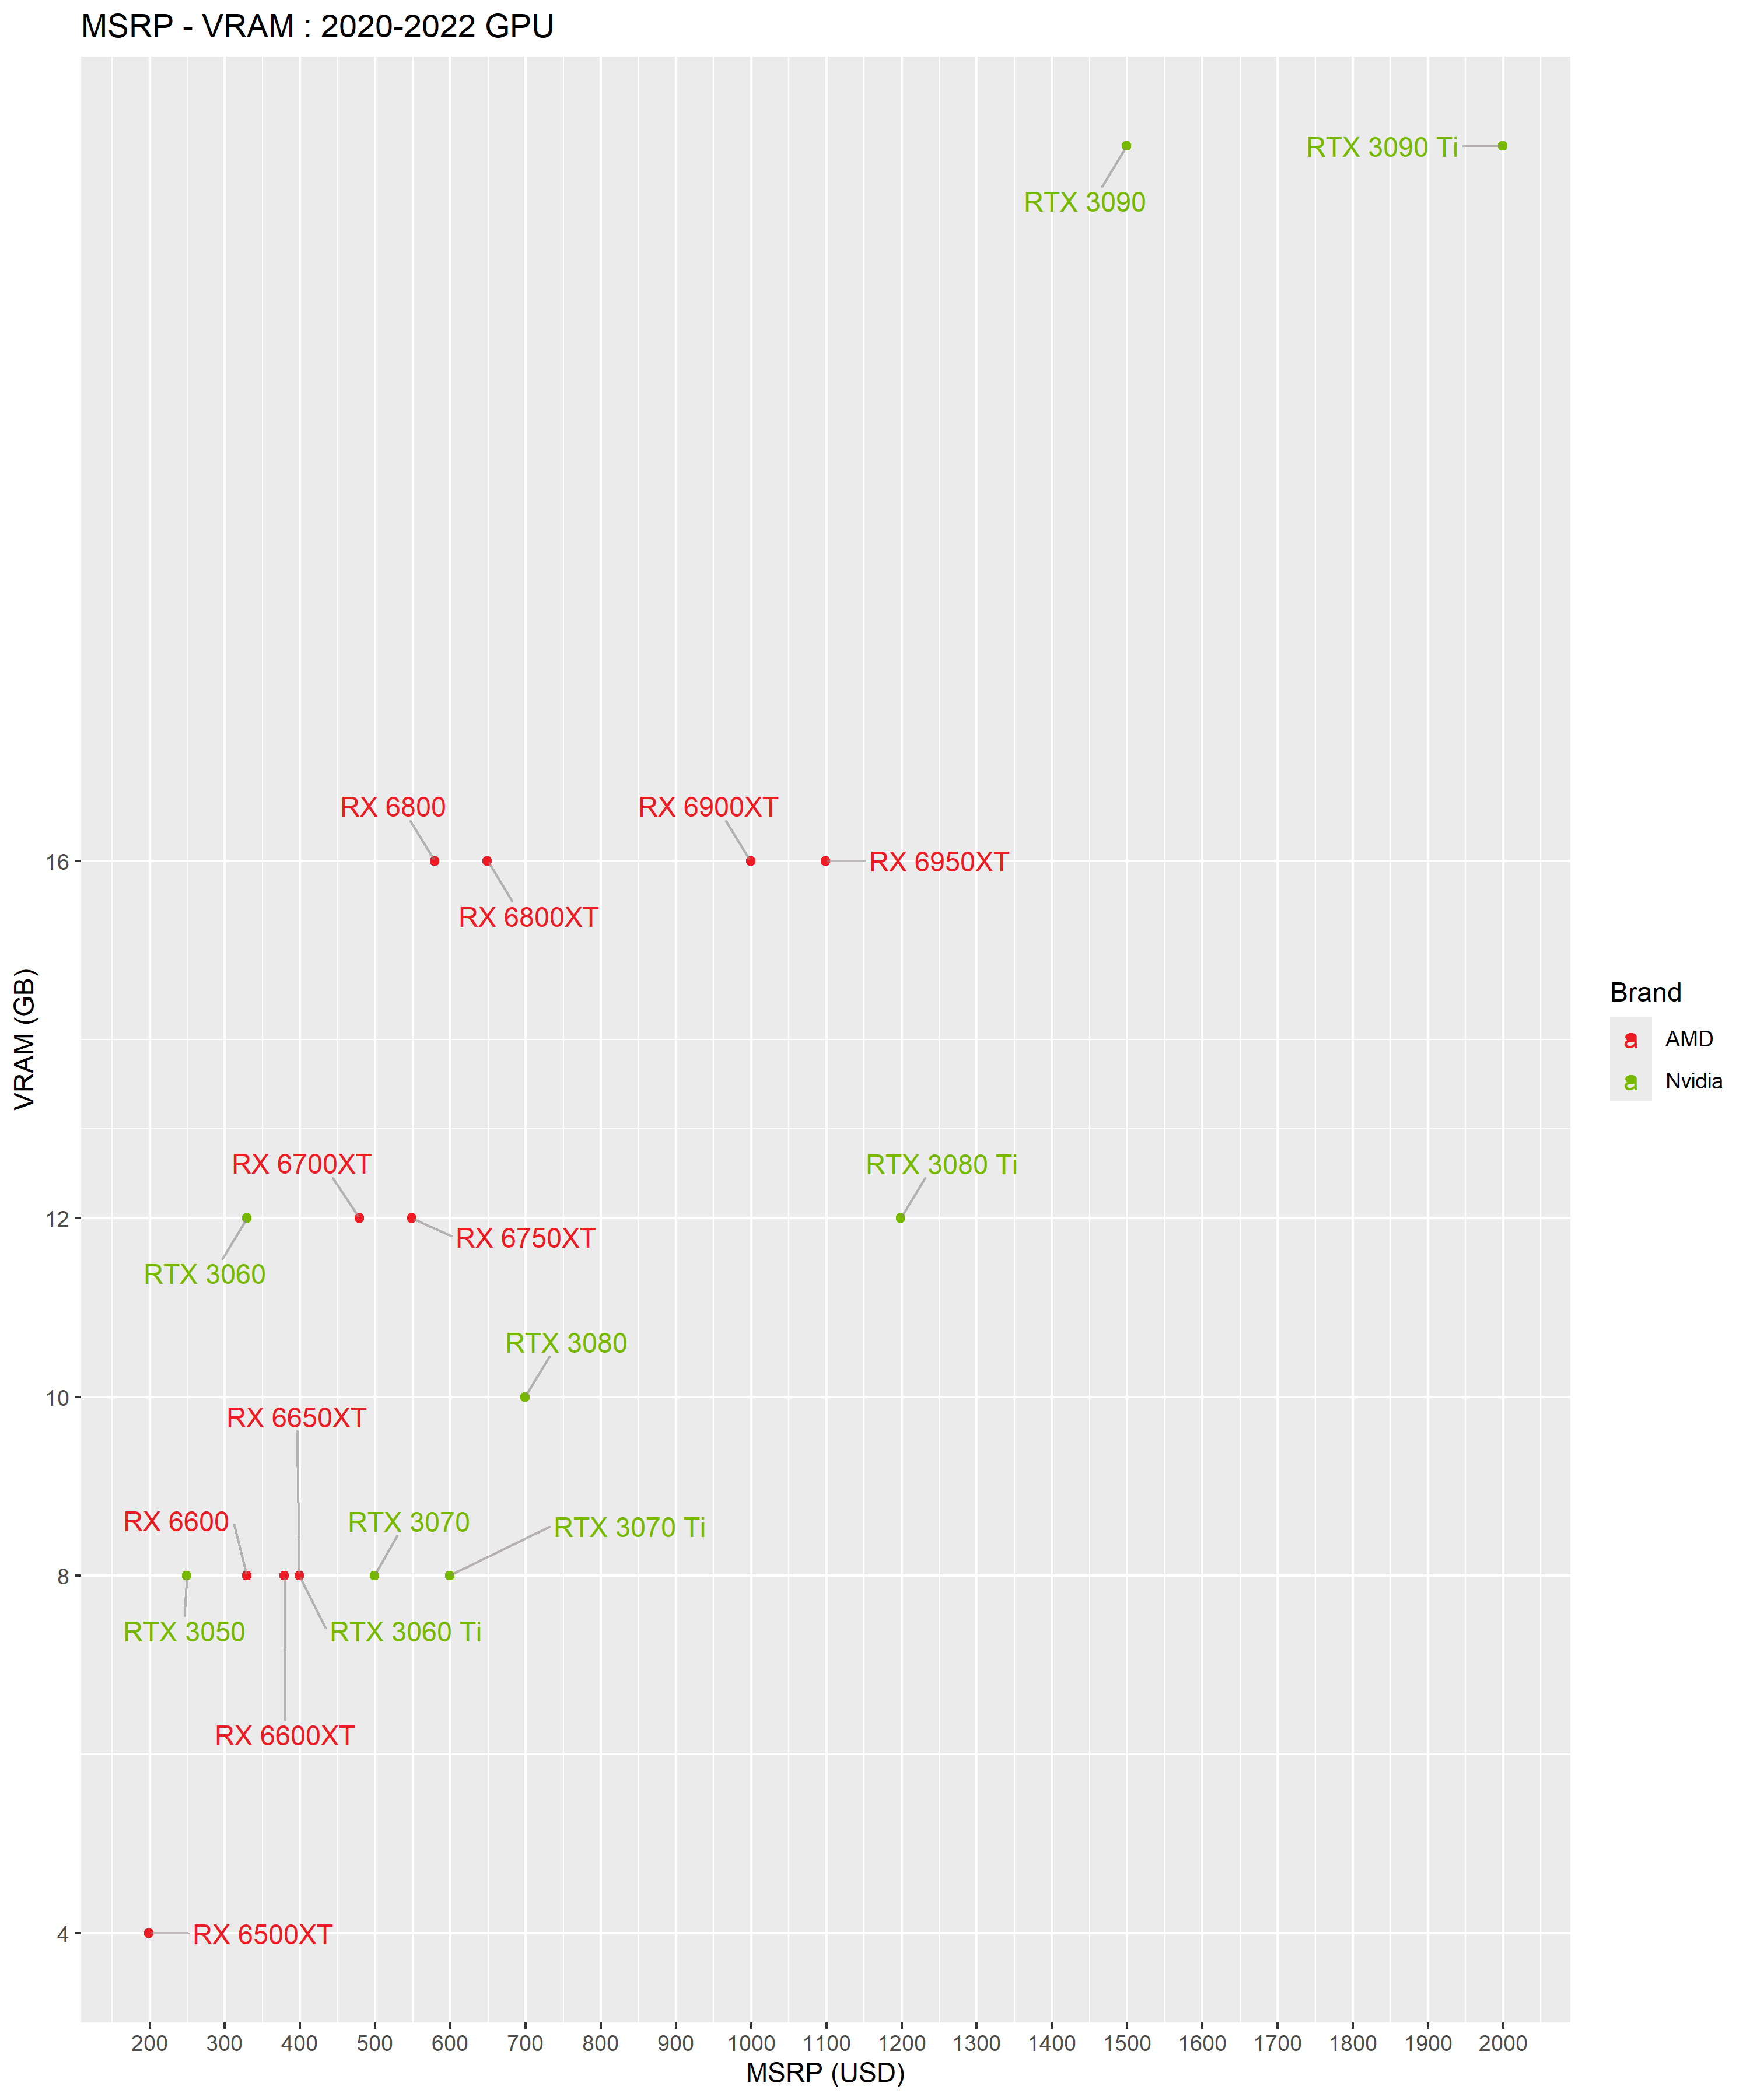 MSRP - VRAM : 2020-2022 GPU
RTX 3090 Ti
RTX 3090
RX 6800
RX 6900XT
16
RX 6950XT
RX 6800XT
VRAM (GB)
Brand
a AMD
a Nvidia
RX 6700XT
RTX 3080 Ti
12
RX 6750XT
RTX 3060
RTX 3080
10
RX 6650XT
RX 6600
RTX 3070
RTX 3070 Ti
8
RTX 3050
RTX 3060 Ti
RX 6600XT
4
RX 6500XT
200 300 400 500 600 700 800 900 1000 1100 1200 1300 1400 1500 1600 1700 1800 1900 2000
MSRP (USD)